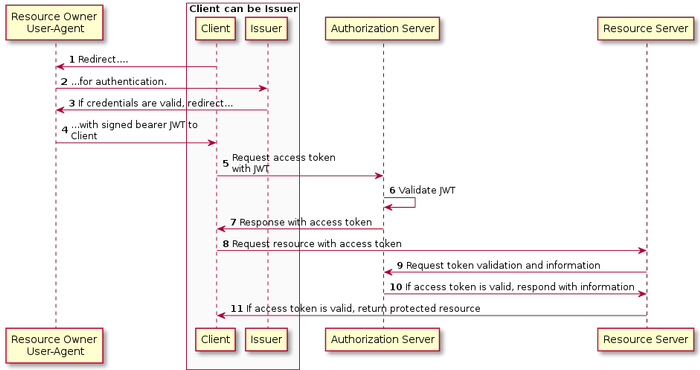 Client can be Issuer
Resource Owner
User-Agent
Client
Issuer
Authorization Server
Resource Server
1 Redirect....
2 ...for authentication.
3 If credentials are valid, redirect...
4 ...with signed bearer JWT to
Client
5 Request access token
with JWT
6 Validate JWT
7 Response with access token
8 Request resource with access token
9 Request token validation and information
10 If access token is valid, respond with information
11 If access token is valid, return protected resource
Resource Owner
User-Agent
Client
Issuer
Authorization Server
Resource Server